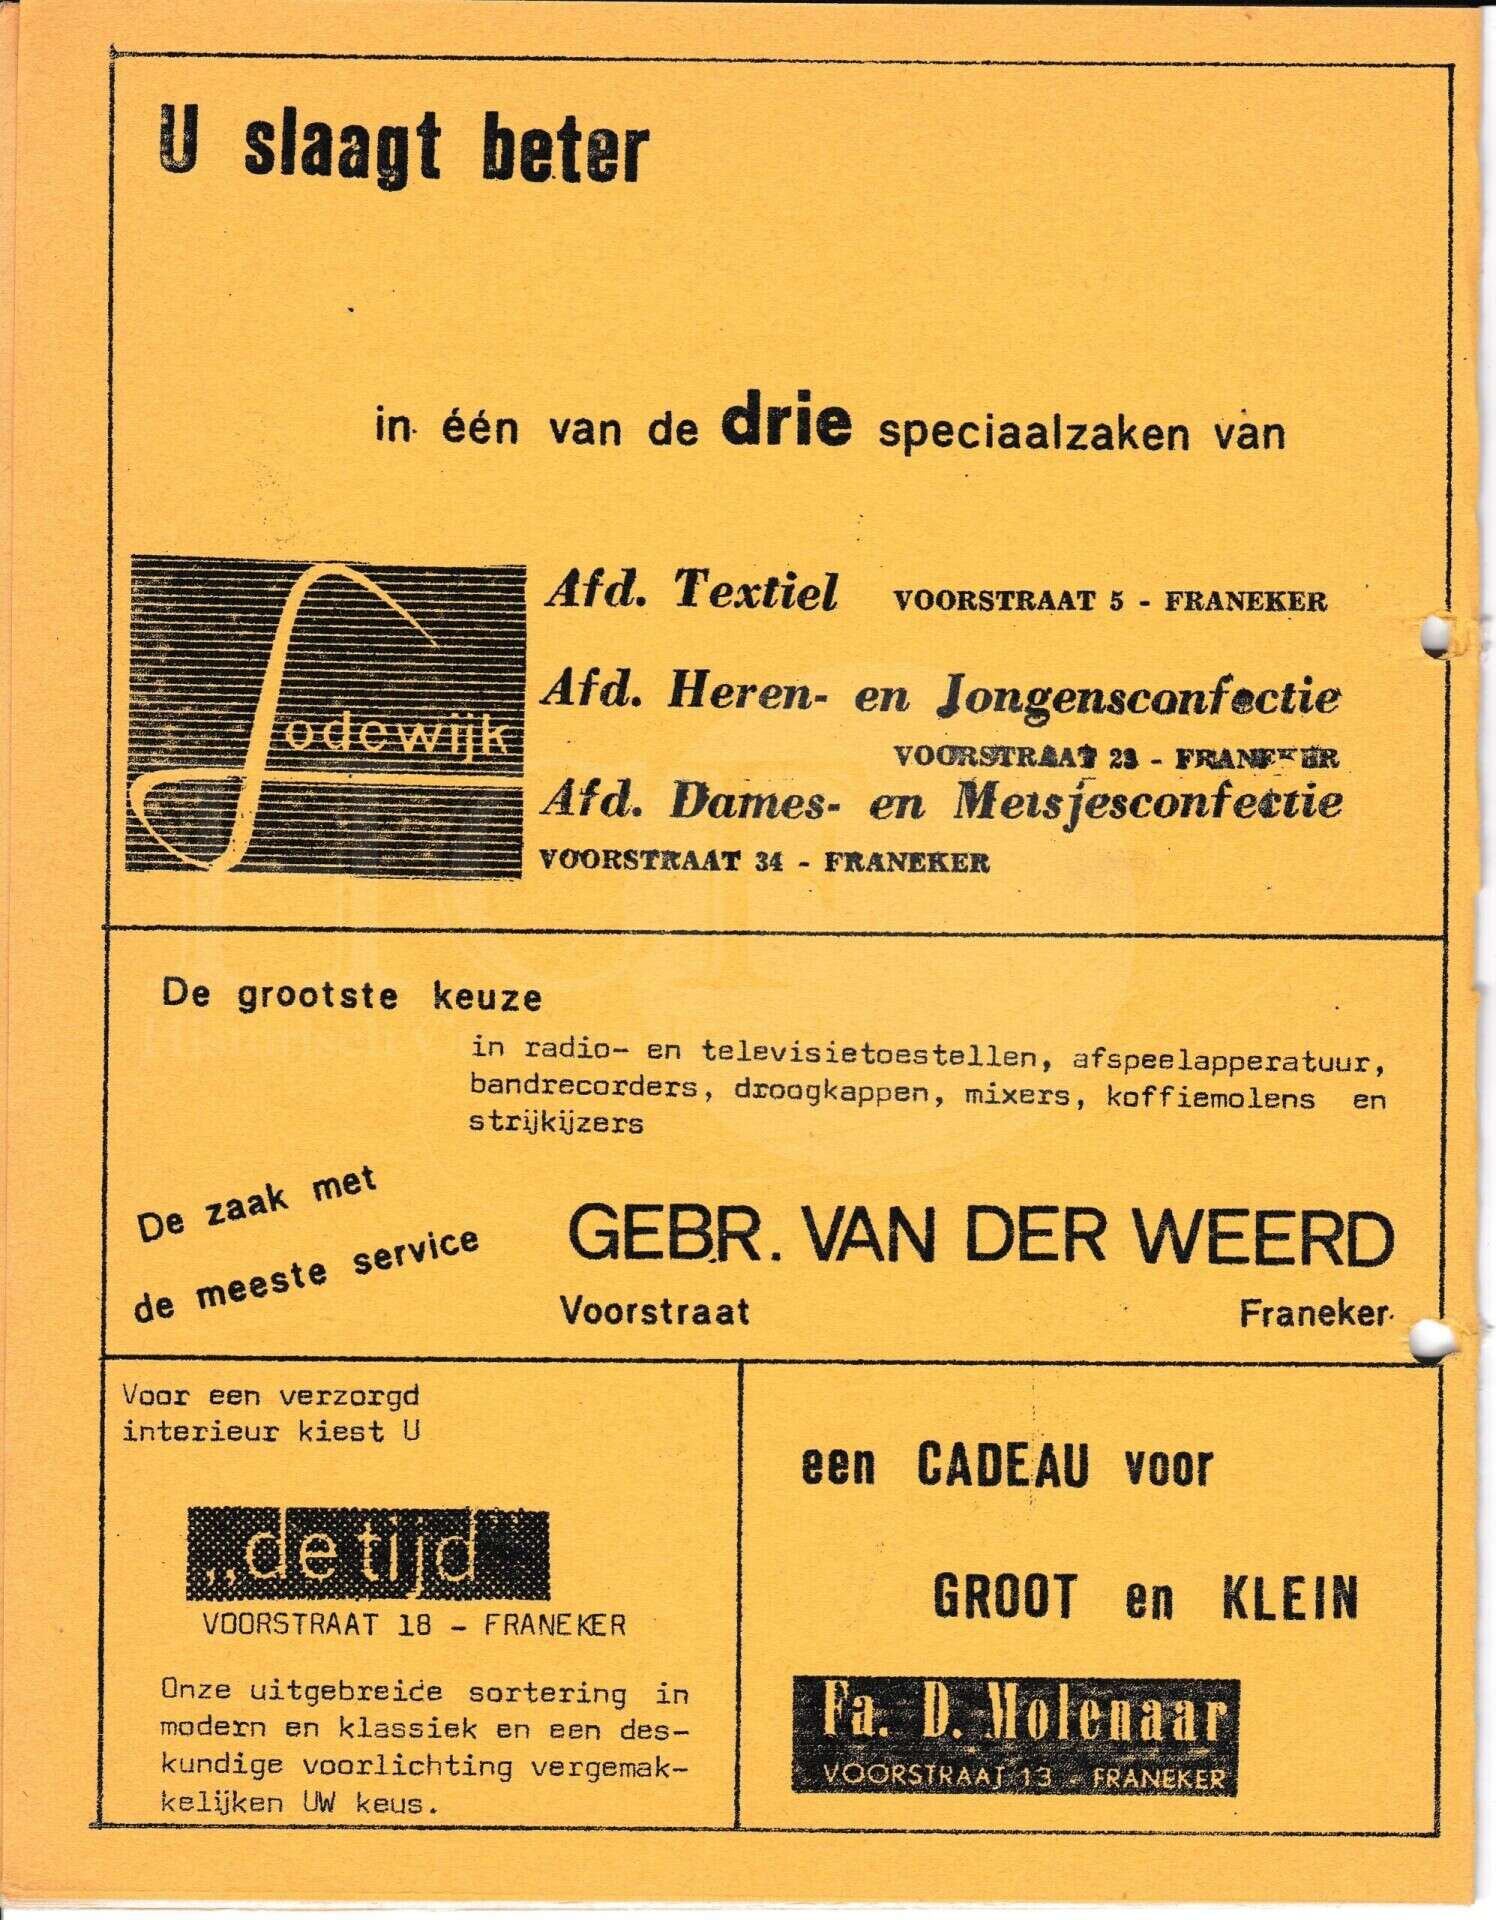 U slaagt beter
in één van de drie speciaalzaken van
Lodewijk
Afd. Textiel VOORSTRAAT 5 - FRANEKER
Afd. Heren- en Jongensconfectie
VOORSTRAAT 23 - FRANEKER
Afd. Dames- en Meisjesconfectie
VOORSTRAAT 34 - FRANEKER
De grootste keuze
in radio- en televisietoestellen, afspeelapperatuur,
bandrecorders, droogkappen, mixers, koffiemolens en
strijkijzers
De zaak met
de meeste service
GEBR. VAN DER WEERD
Voorstraat Franeker
Voor een verzorgd
interieur kiest U
„de tijd"
VOORSTRAAT 18 - FRANEKER
Onze uitgebreide sortering in
modern en klassiek en een des-
kundige voorlichting vergemak-
kelijken UW keus.
een CADEAU voor
GROOT en KLEIN
Fa. D. Molenaar
VOORSTRAAT 13 - FRANEKER